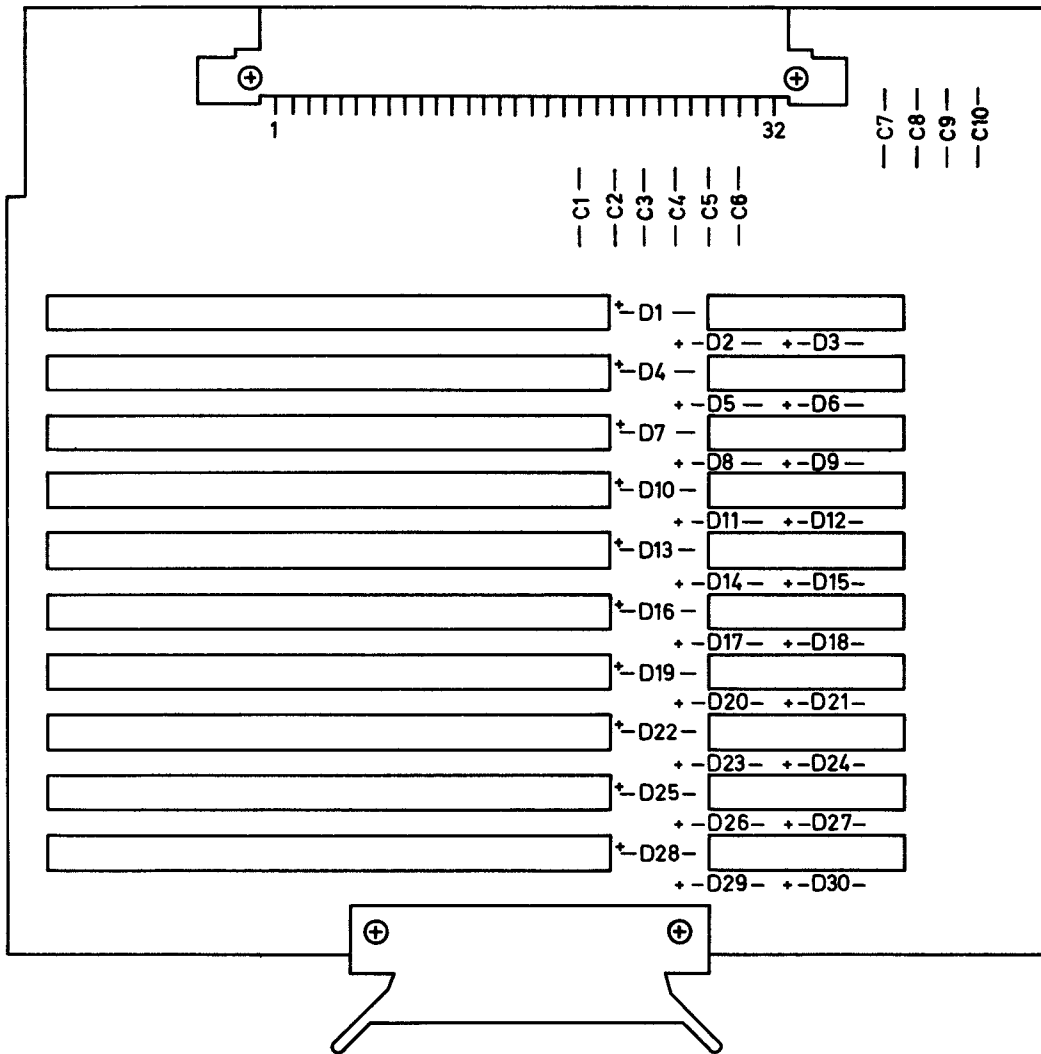 1 32
C7
C8
C9
C10
C1
C2
C3
C4
C5
C6
+ D1
+ D2 + D3
+ D4
+ D5 + D6
+ D7
+ D8 + D9
+ D10
+ D11 + D12
+ D13
+ D14 + D15
+ D16
+ D17 + D18
+ D19
+ D20 + D21
+ D22
+ D23 + D24
+ D25
+ D26 + D27
+ D28
+ D29 + D30